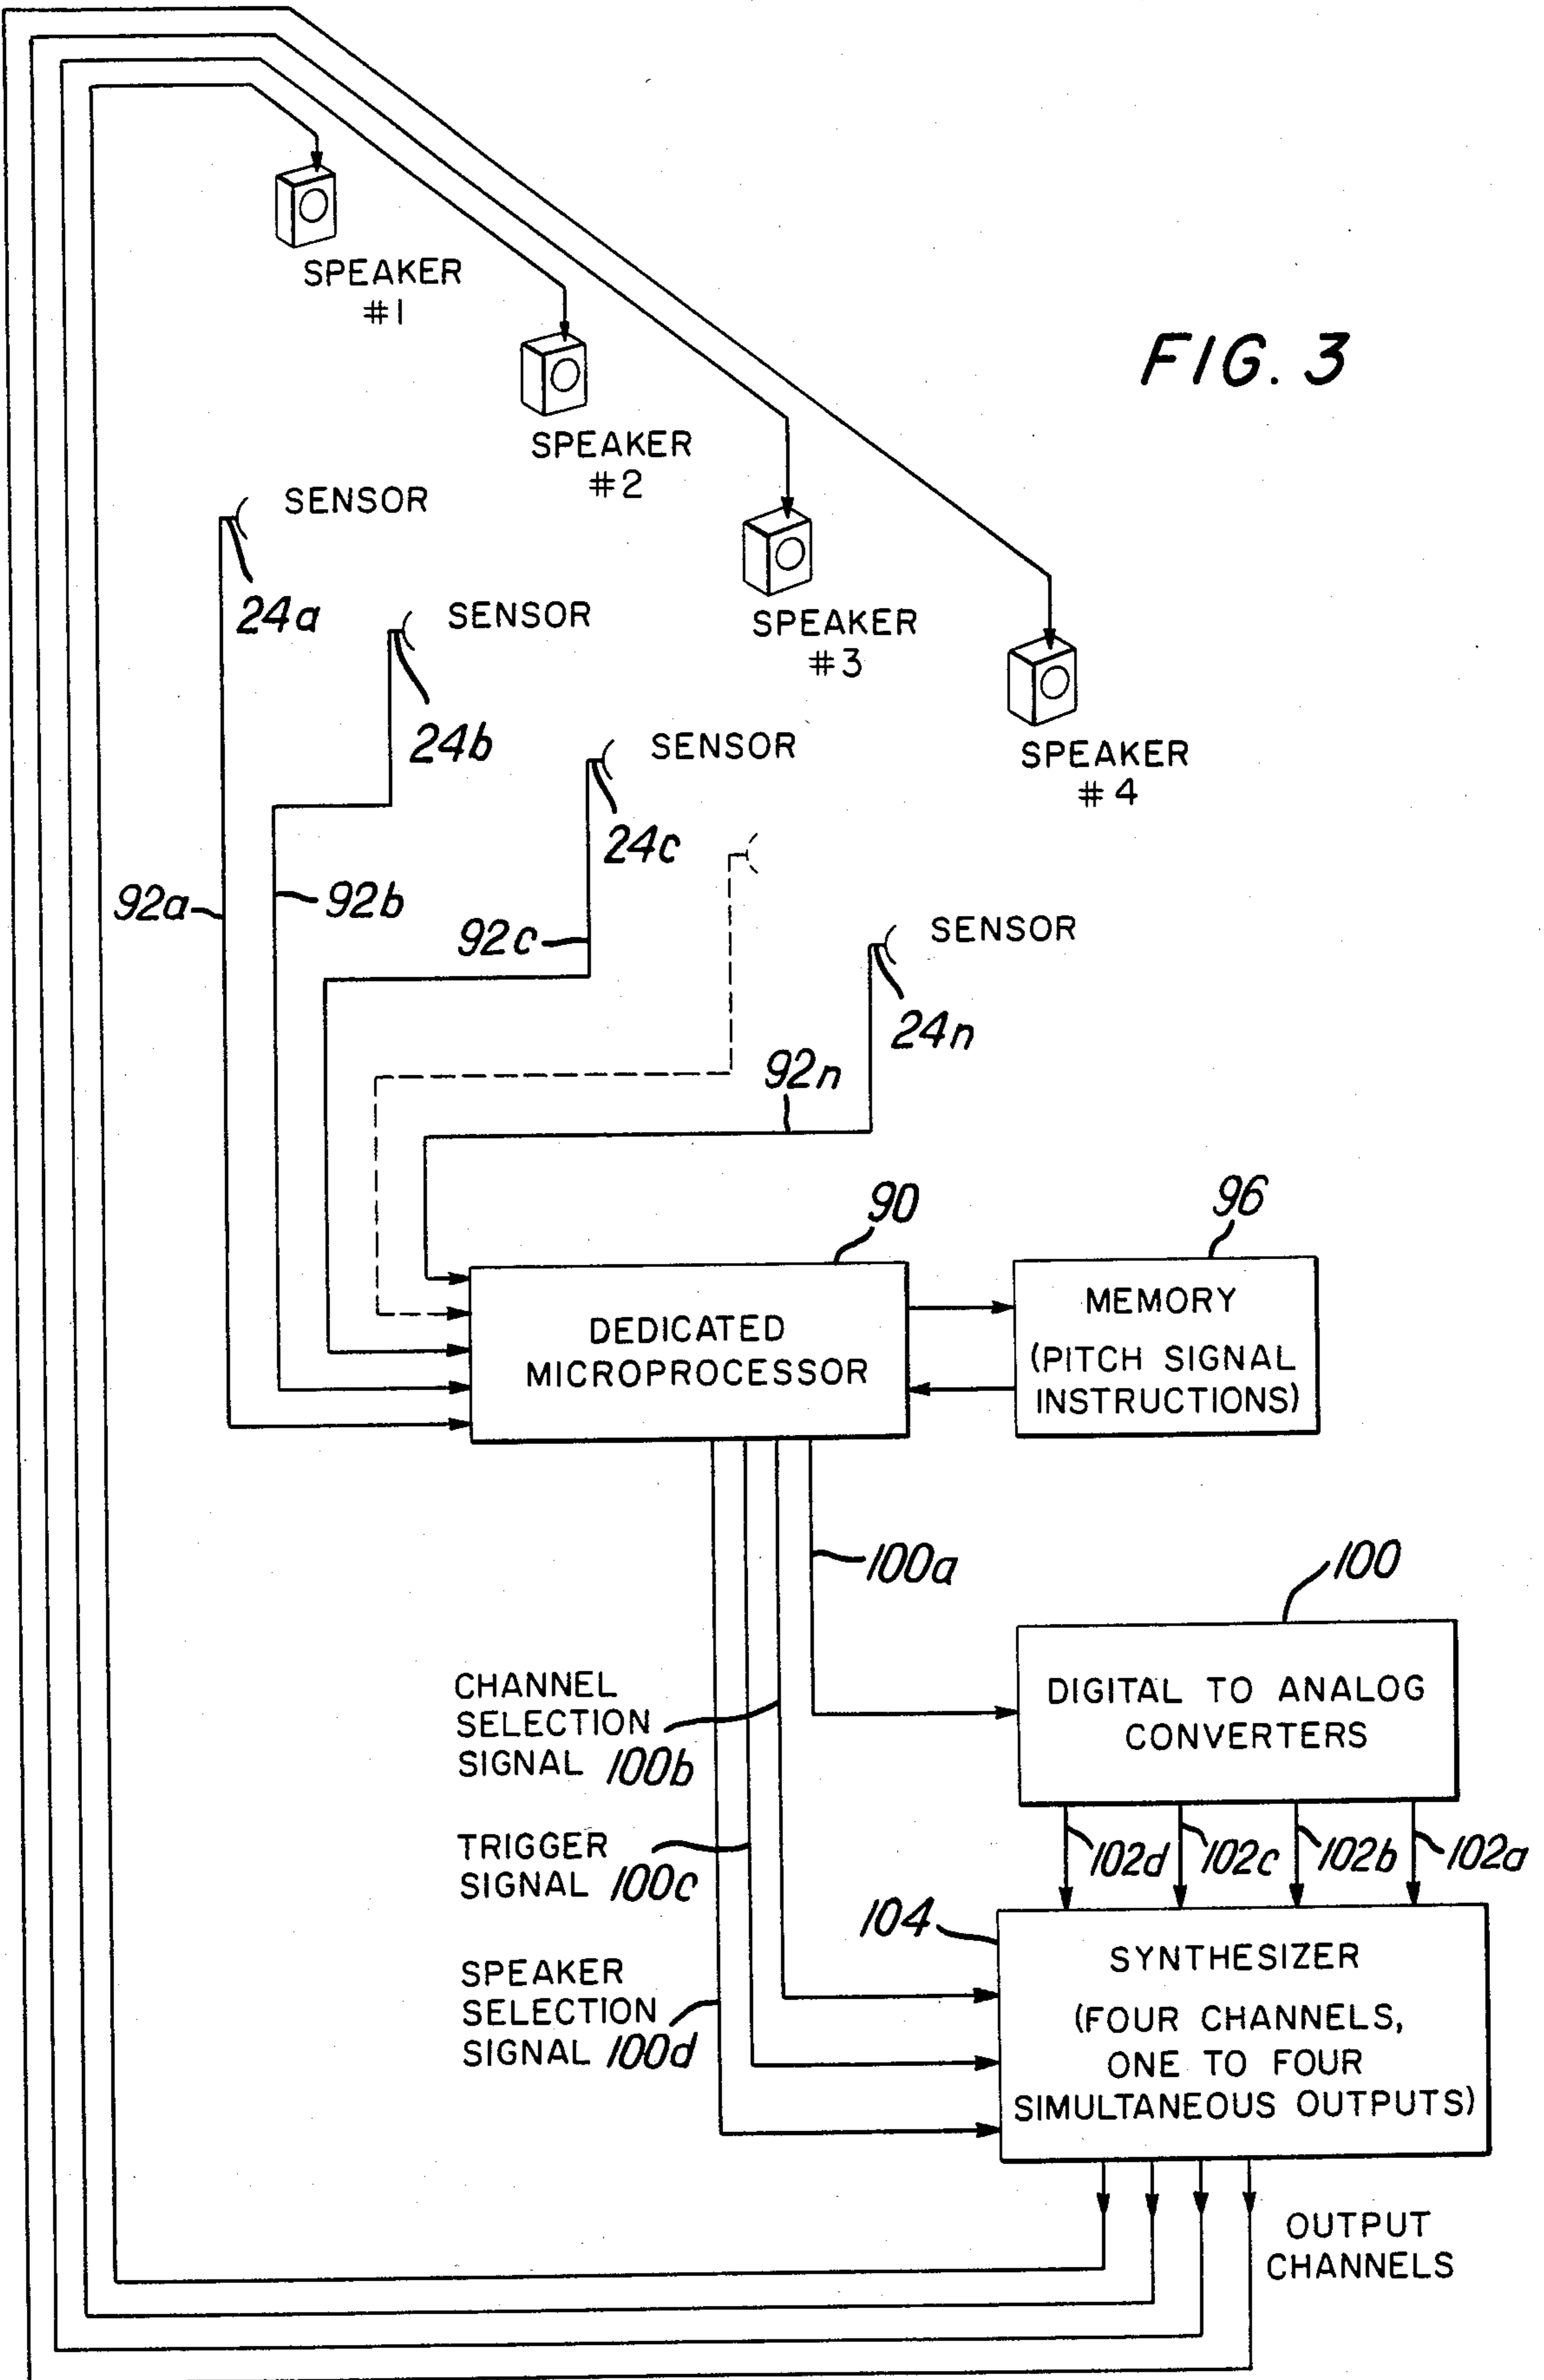 SPEAKER
#1
FIG. 3
SPEAKER
#2
SENSOR
24a
SENSOR
SPEAKER
#3
24b
SENSOR
SPEAKER
#4
24c
92a
92b
92c
SENSOR
24n
92n
90
96
DEDICATED
MICROPROCESSOR
MEMORY
(PITCH SIGNAL
INSTRUCTIONS)
100a
100
CHANNEL
SELECTION
SIGNAL 100b
DIGITAL TO ANALOG
CONVERTERS
TRIGGER
SIGNAL 100c
102d
102c
102b
102a
104
SPEAKER
SELECTION
SIGNAL 100d
SYNTHESIZER
(FOUR CHANNELS,
ONE TO FOUR
SIMULTANEOUS OUTPUTS)
OUTPUT
CHANNELS